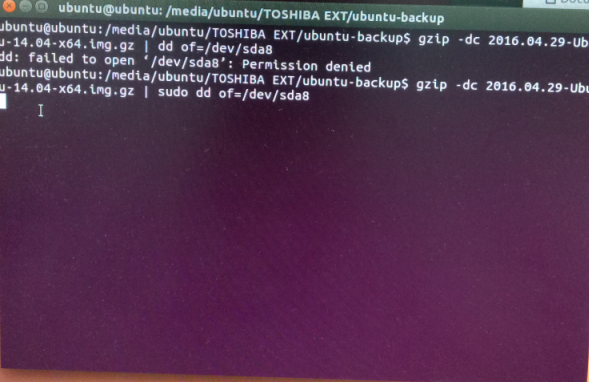 ubuntu@ubuntu: /media/ubuntu/TOSHIBA EXT/ubuntu-backup
ubuntu@ubuntu:/media/ubuntu/TOSHIBA EXT/ubuntu-backup$ gzip -dc 2016.04.29-Ub
u-14.04-x64.img.gz | dd of=/dev/sda8
dd: failed to open ‘/dev/sda8’: Permission denied
ubuntu@ubuntu:/media/ubuntu/TOSHIBA EXT/ubuntu-backup$ gzip -dc 2016.04.29-Ubu
u-14.04-x64.img.gz | sudo dd of=/dev/sda8